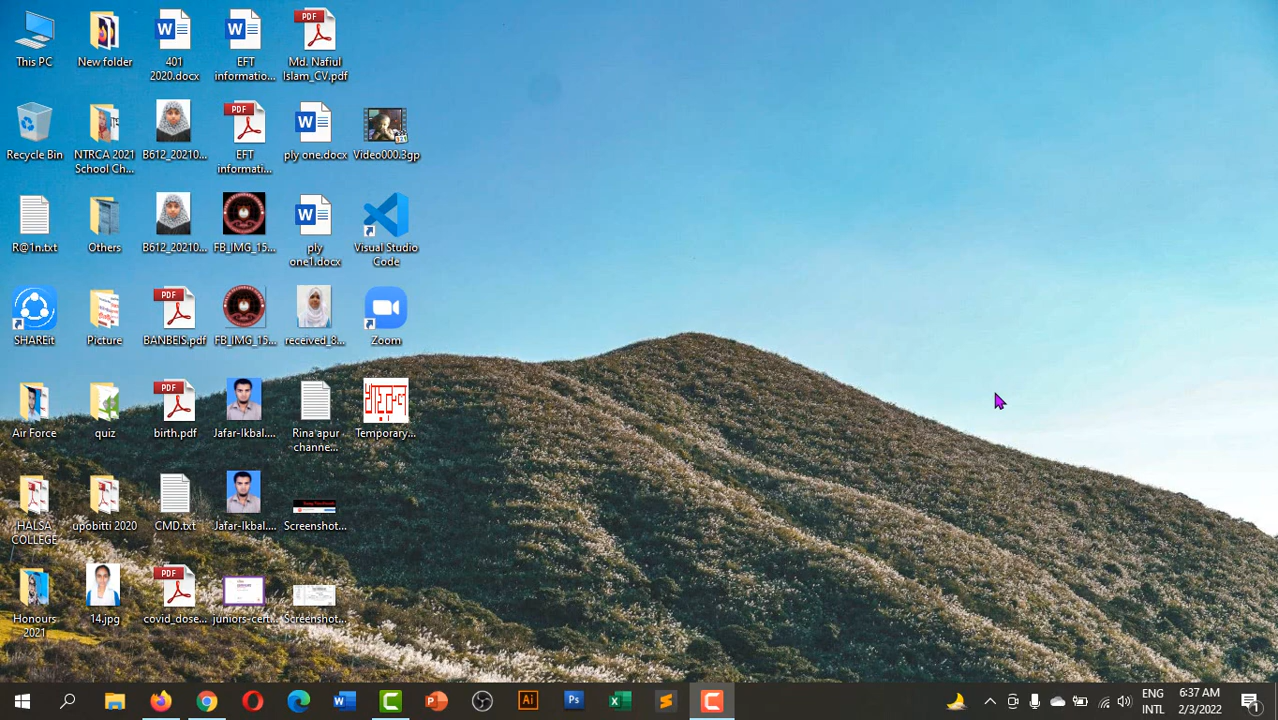 This PC
New folder
401
2020.docx
EFT
informatio...
PDF
Md. Nafiul
Islam_CV.pdf
Recycle Bin
NTRCA 2021
School Ch...
B612_20210...
PDF
EFT
informati...
ply one.docx
Video000.3gp
R@1n.txt
Others
B612_20210...
FB_IMG_15...
ply
one1.docx
Visual Studio
Code
SHAREit
Picture
PDF
BANBEIS.pdf
FB_IMG_15...
received_8...
Zoom
Air Force
quiz
PDF
birth.pdf
Jafar-Ikbal....
Rina apur
channe...
Temporary...
HALSA
COLLEGE
upobitti 2020
CMD.txt
Jafar-Ikbal....
Screenshot...
Honours
2021
14.jpg
PDF
covid_dose...
juniors-cert...
Screenshot...
Ai
Ps
ENG
INTL
6:37 AM
2/3/2022
1